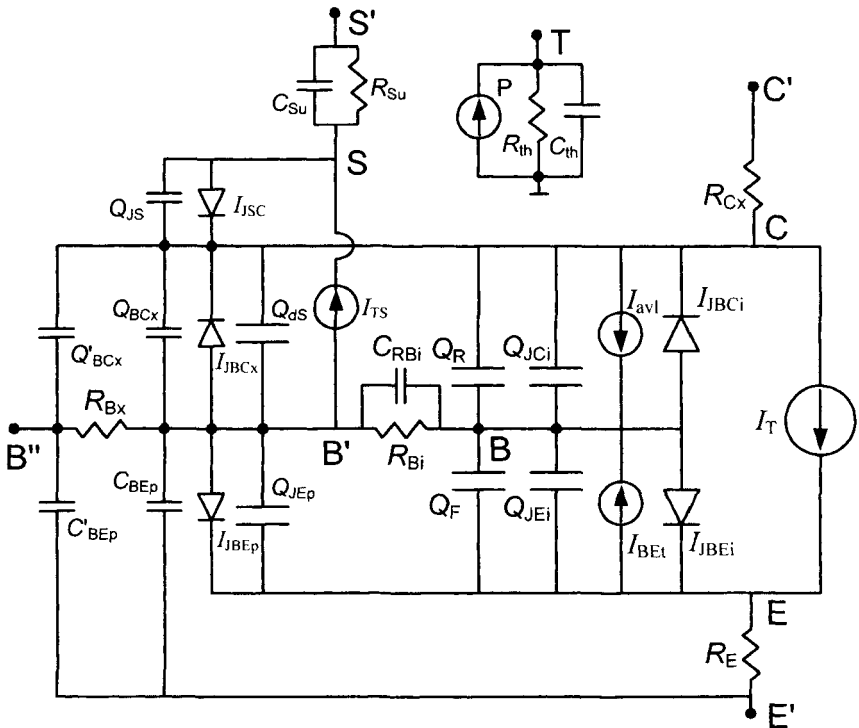 S'
T
C'
C_Su
R_Su
P
R_th
C_th
S
R_Cx
Q_JS
I_JSC
C
Q_BCx
Q_dS
I_TS
I_avl
I_JBCi
C_RBi
Q_R
Q_JCi
Q'_BCx
I_JBCx
R_Bx
I_T
B"
B'
R_Bi
B
C_BEp
Q_JEp
Q_F
Q_JEi
C'_BEp
I_JBEp
I_BEt
I_JBEi
E
R_E
E'